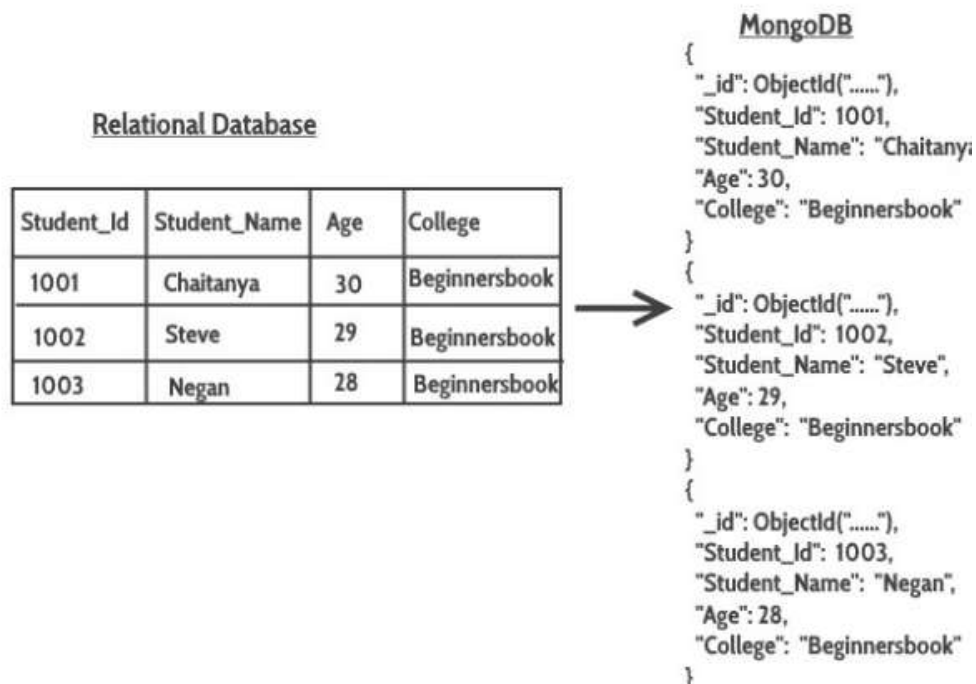 Relational Database
Student_Id Student_Name Age College
1001 Chaitanya 30 Beginnersbook
1002 Steve 29 Beginnersbook
1003 Negan 28 Beginnersbook
MongoDB
{
"_id": ObjectId("......"),
"Student_Id": 1001,
"Student_Name": "Chaitanya
"Age": 30,
"College": "Beginnersbook"
}
{
"_id": ObjectId("......"),
"Student_Id": 1002,
"Student_Name": "Steve",
"Age": 29,
"College": "Beginnersbook"
}
{
"_id": ObjectId("......"),
"Student_Id": 1003,
"Student_Name": "Negan",
"Age": 28,
"College": "Beginnersbook"
}